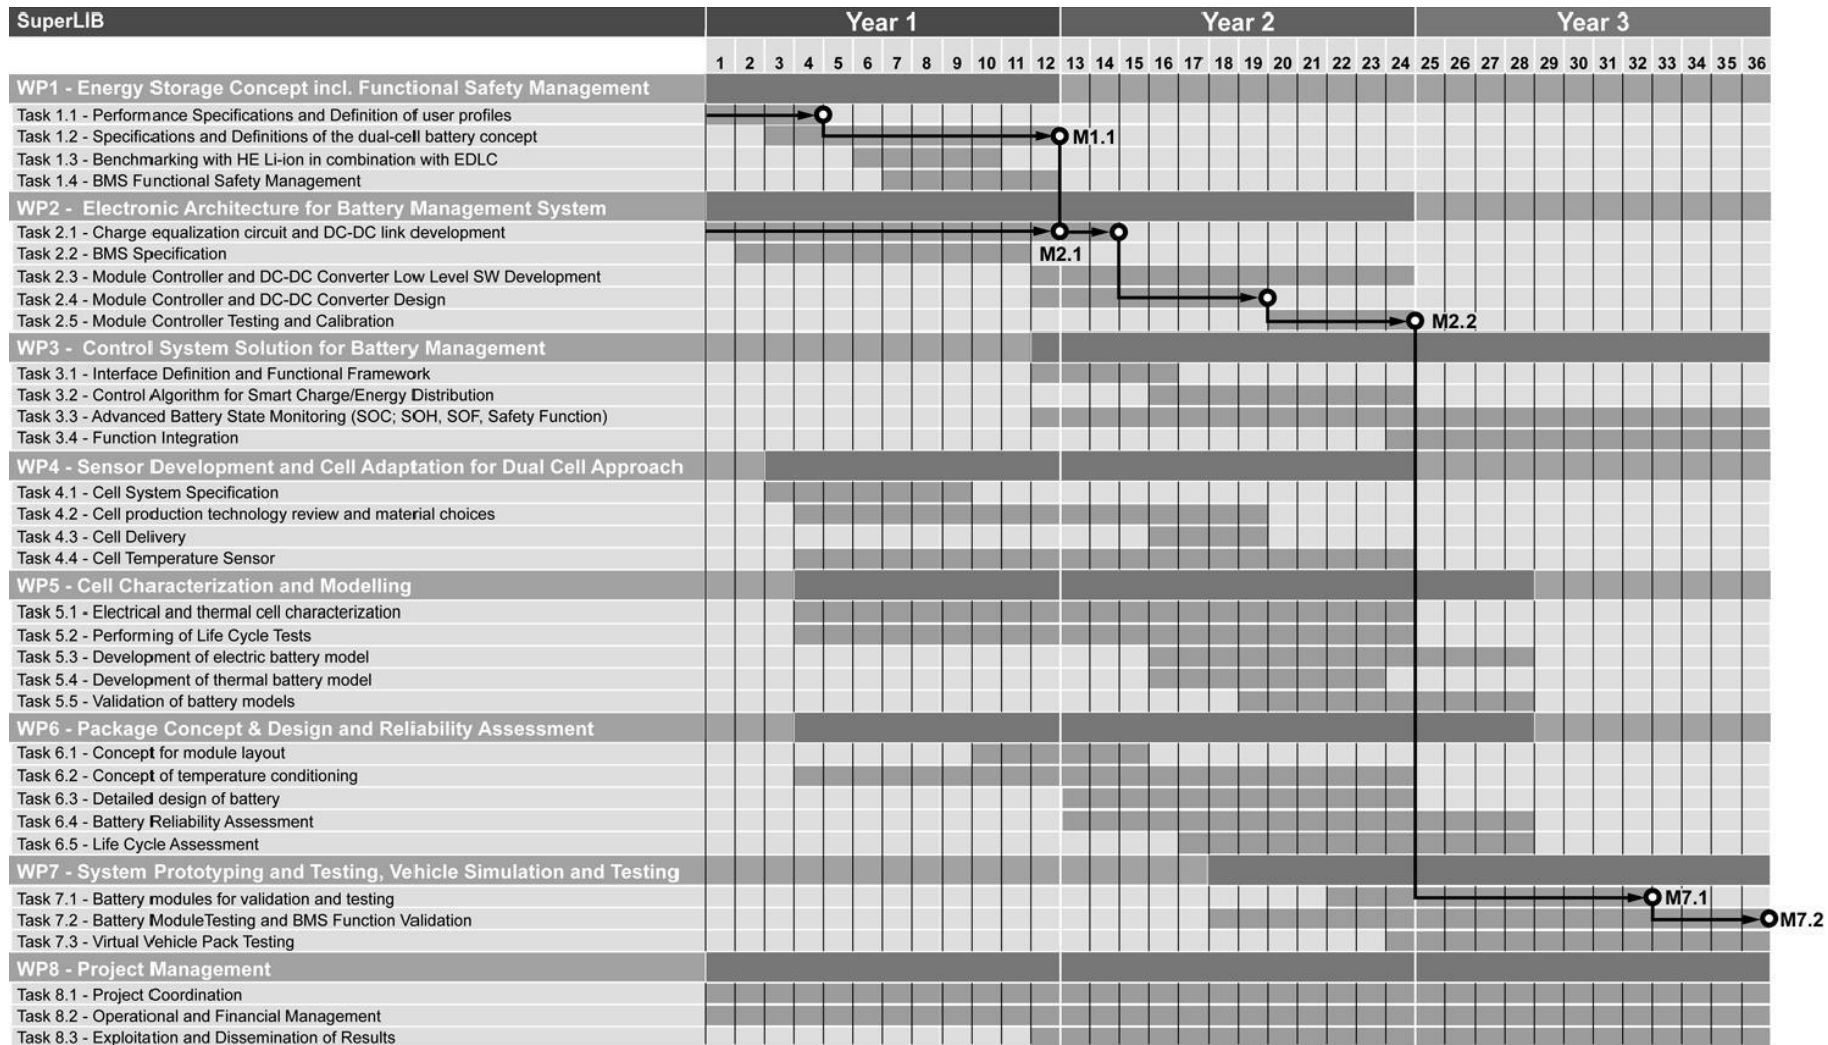 SuperLIB Year 1 Year 2 Year 3
1 2 3 4 5 6 7 8 9 10 11 12 13 14 15 16 17 18 19 20 21 22 23 24 25 26 27 28 29 30 31 32 33 34 35 36
WP1 - Energy Storage Concept incl. Functional Safety Management
Task 1.1 - Performance Specifications and Definition of user profiles
Task 1.2 - Specifications and Definitions of the dual-cell battery concept M1.1
Task 1.3 - Benchmarking with HE Li-ion in combination with EDLC
Task 1.4 - BMS Functional Safety Management
WP2 - Electronic Architecture for Battery Management System
Task 2.1 - Charge equalization circuit and DC-DC link development
Task 2.2 - BMS Specification M2.1
Task 2.3 - Module Controller and DC-DC Converter Low Level SW Development
Task 2.4 - Module Controller and DC-DC Converter Design
Task 2.5 - Module Controller Testing and Calibration M2.2
WP3 - Control System Solution for Battery Management
Task 3.1 - Interface Definition and Functional Framework
Task 3.2 - Control Algorithm for Smart Charge/Energy Distribution
Task 3.3 - Advanced Battery State Monitoring (SOC; SOH, SOF, Safety Function)
Task 3.4 - Function Integration
WP4 - Sensor Development and Cell Adaptation for Dual Cell Approach
Task 4.1 - Cell System Specification
Task 4.2 - Cell production technology review and material choices
Task 4.3 - Cell Delivery
Task 4.4 - Cell Temperature Sensor
WP5 - Cell Characterization and Modelling
Task 5.1 - Electrical and thermal cell characterization
Task 5.2 - Performing of Life Cycle Tests
Task 5.3 - Development of electric battery model
Task 5.4 - Development of thermal battery model
Task 5.5 - Validation of battery models
WP6 - Package Concept & Design and Reliability Assessment
Task 6.1 - Concept for module layout
Task 6.2 - Concept of temperature conditioning
Task 6.3 - Detailed design of battery
Task 6.4 - Battery Reliability Assessment
Task 6.5 - Life Cycle Assessment
WP7 - System Prototyping and Testing, Vehicle Simulation and Testing
Task 7.1 - Battery modules for validation and testing M7.1
Task 7.2 - Battery ModuleTesting and BMS Function Validation M7.2
Task 7.3 - Virtual Vehicle Pack Testing
WP8 - Project Management
Task 8.1 - Project Coordination
Task 8.2 - Operational and Financial Management
Task 8.3 - Exploitation and Dissemination of Results